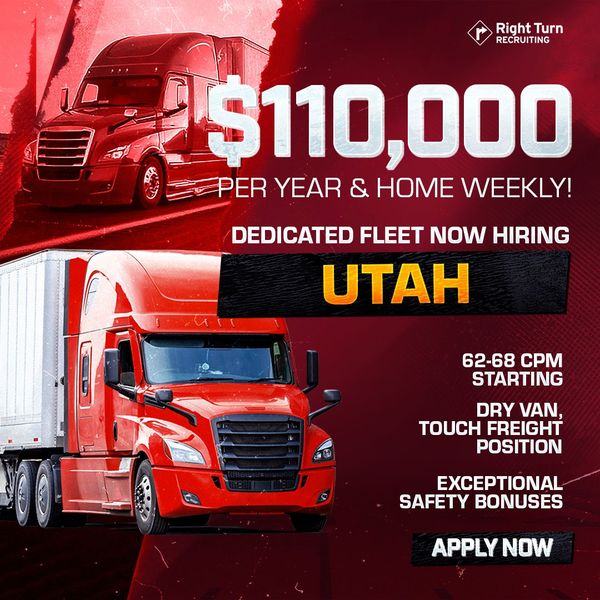 Right Turn
RECRUITING
$110,000
PER YEAR & HOME WEEKLY!
DEDICATED FLEET NOW HIRING
UTAH
62-68 CPM
STARTING
DRY VAN,
TOUCH FREIGHT
POSITION
EXCEPTIONAL
SAFETY BONUSES
APPLY NOW